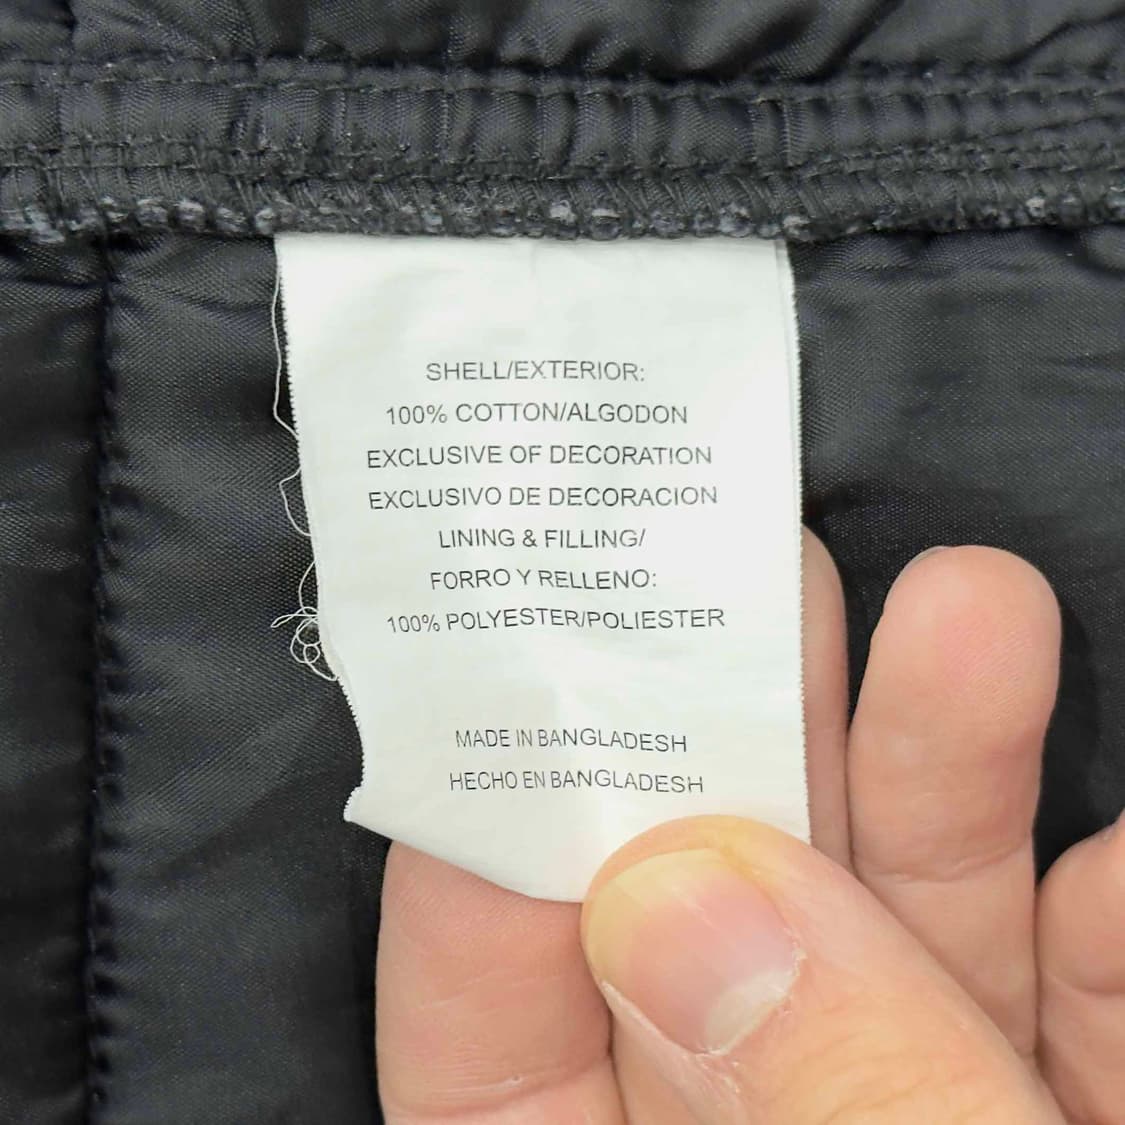 SHELL/EXTERIOR:
100% COTTON/ALGODON
EXCLUSIVE OF DECORATION
EXCLUSIVO DE DECORACION
LINING & FILLING/
FORRO Y RELLENO:
100% POLYESTER/POLIESTER
MADE IN BANGLADESH
HECHO EN BANGLADESH